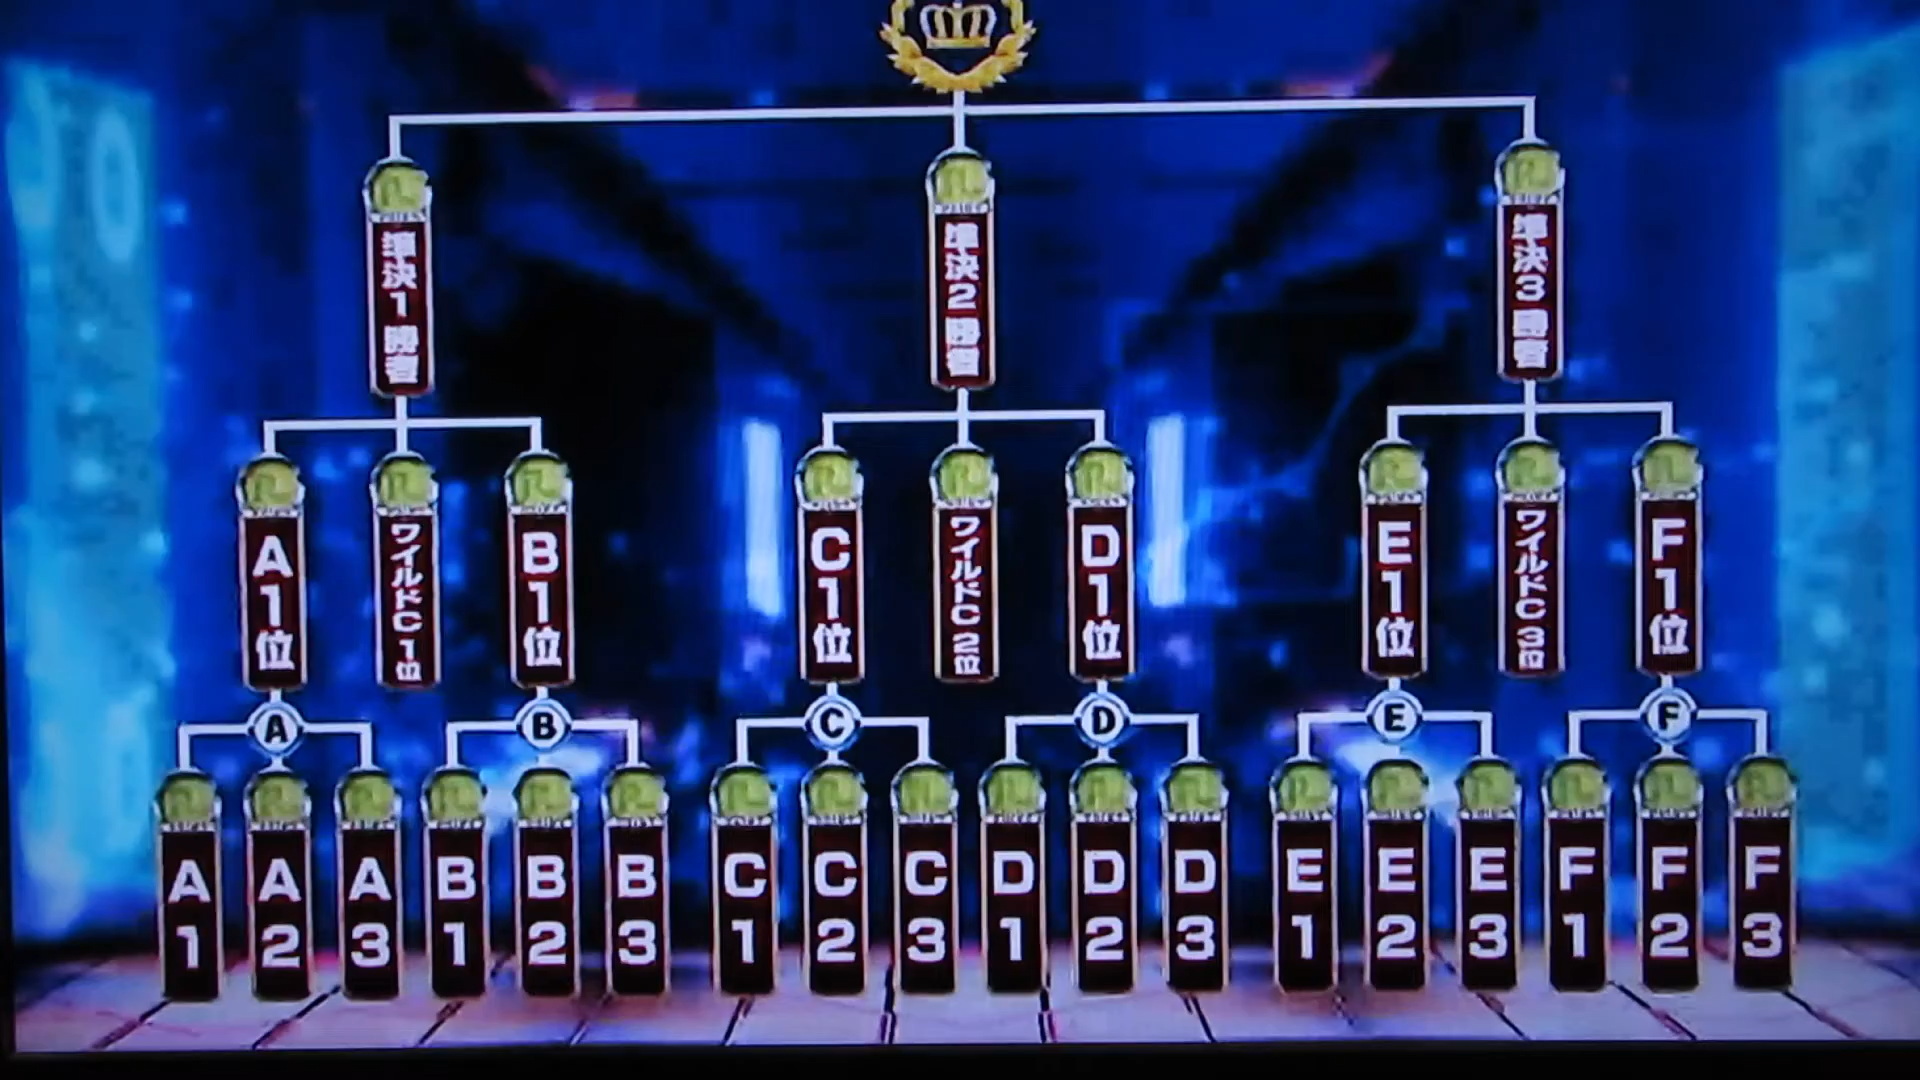 準決1 勝者
準決2 勝者
準決3 勝者
A1位
ワイルドC 1位
B1位
C1位
ワイルドC 2位
D1位
E1位
ワイルドC 3位
F1位
A
B
C
D
E
F
A1
A2
A3
B1
B2
B3
C1
C2
C3
D1
D2
D3
E1
E2
E3
F1
F2
F3